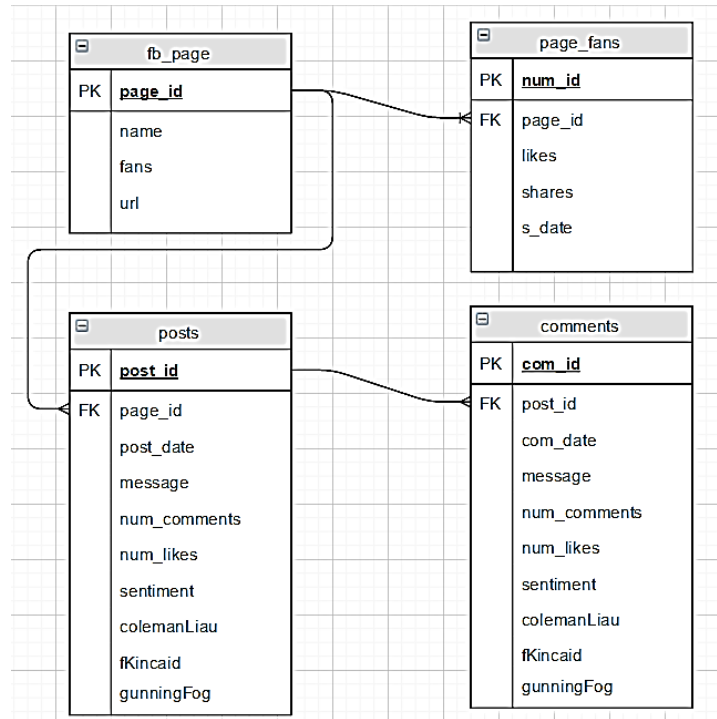 fb_page
PK page_id
name
fans
url
page_fans
PK num_id
FK page_id
likes
shares
s_date
posts
PK post_id
FK page_id
post_date
message
num_comments
num_likes
sentiment
colemanLiau
fKincaid
gunningFog
comments
PK com_id
FK post_id
com_date
message
num_comments
num_likes
sentiment
colemanLiau
fKincaid
gunningFog